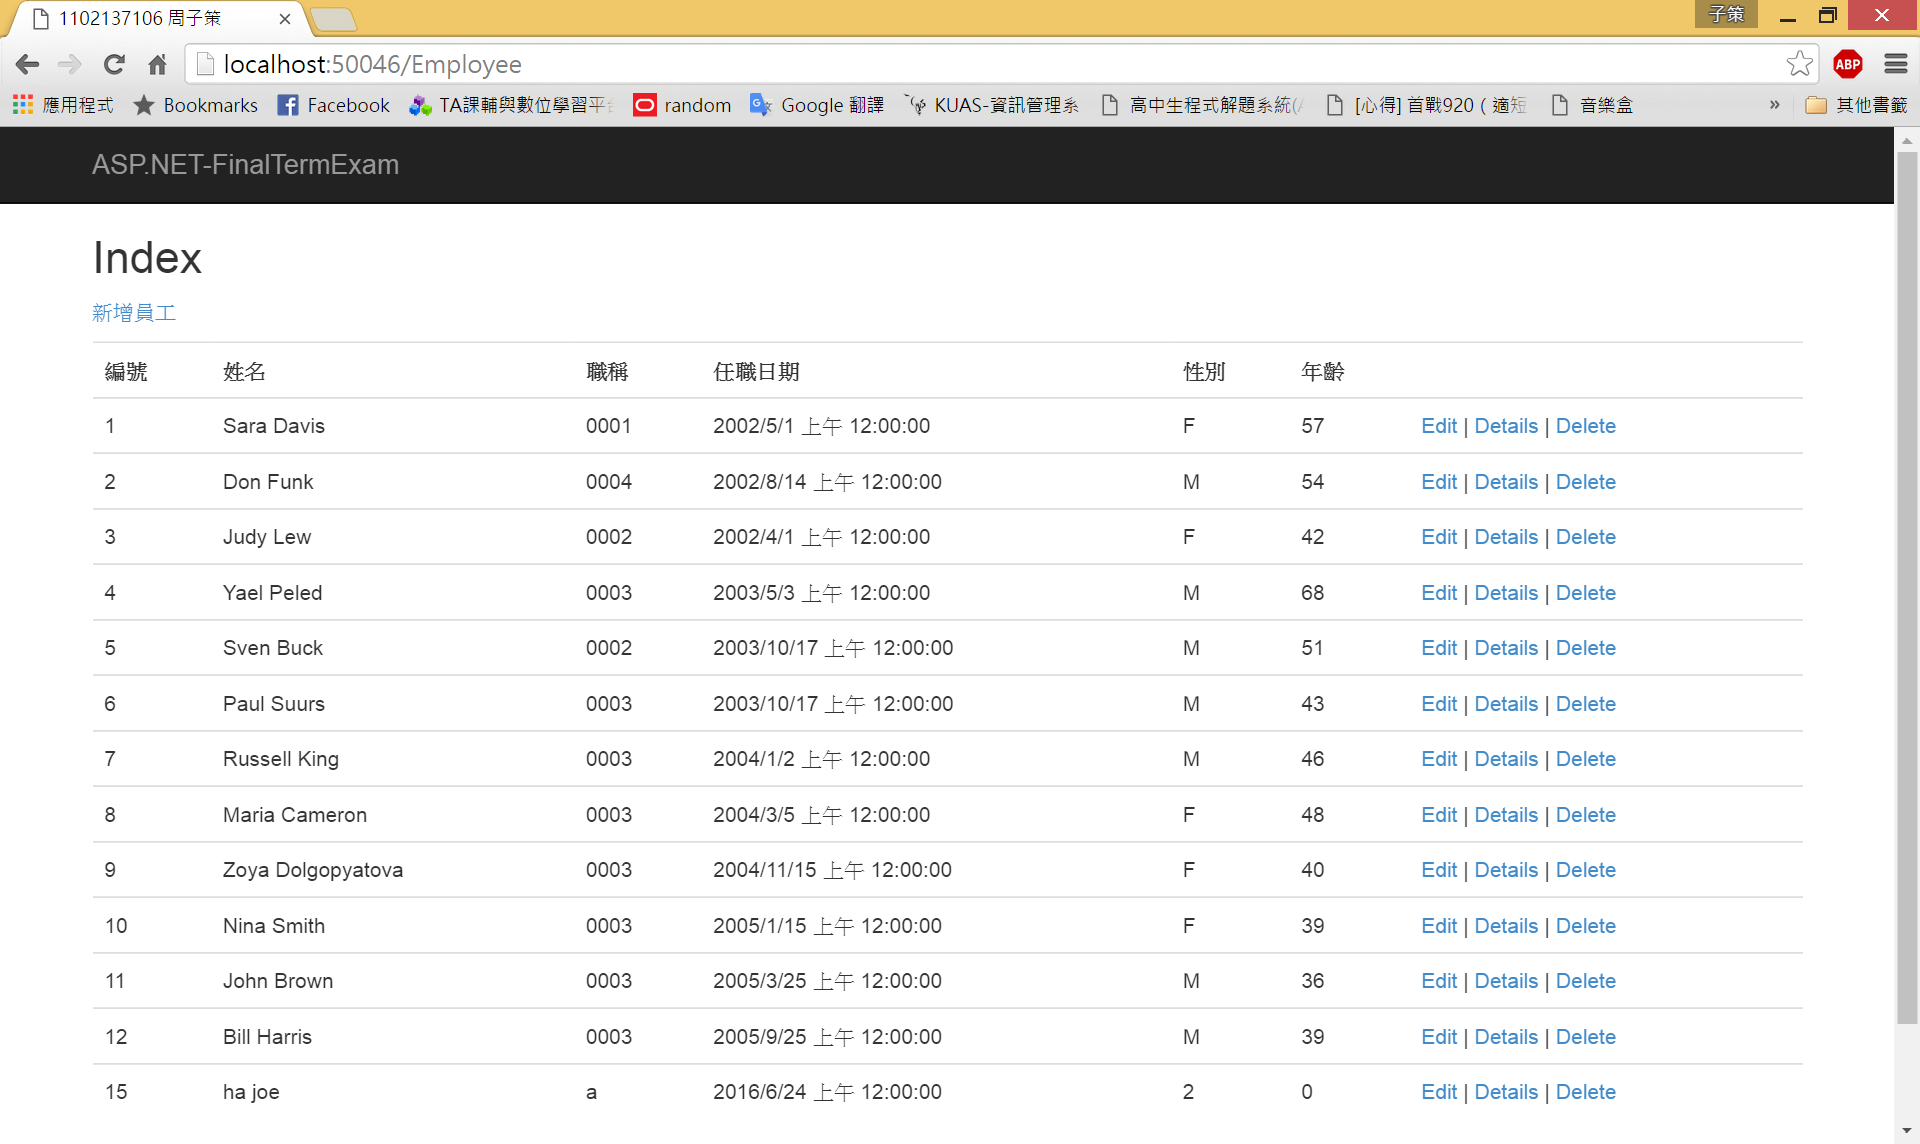 1102137106 周子策
子策
localhost:50046/Employee
應用程式 Bookmarks Facebook TA課輔與數位學習平 random Google 翻譯 KUAS-資訊管理系 高中生程式解題系統(A [心得] 首戰920 ( 適短 音樂盒 » 其他書籤
ABP
ASP.NET-FinalTermExam
Index
新增員工
編號 姓名 職稱 任職日期 性別 年齡
1 Sara Davis 0001 2002/5/1 上午 12:00:00 F 57 Edit | Details | Delete
2 Don Funk 0004 2002/8/14 上午 12:00:00 M 54 Edit | Details | Delete
3 Judy Lew 0002 2002/4/1 上午 12:00:00 F 42 Edit | Details | Delete
4 Yael Peled 0003 2003/5/3 上午 12:00:00 M 68 Edit | Details | Delete
5 Sven Buck 0002 2003/10/17 上午 12:00:00 M 51 Edit | Details | Delete
6 Paul Suurs 0003 2003/10/17 上午 12:00:00 M 43 Edit | Details | Delete
7 Russell King 0003 2004/1/2 上午 12:00:00 M 46 Edit | Details | Delete
8 Maria Cameron 0003 2004/3/5 上午 12:00:00 F 48 Edit | Details | Delete
9 Zoya Dolgopyatova 0003 2004/11/15 上午 12:00:00 F 40 Edit | Details | Delete
10 Nina Smith 0003 2005/1/15 上午 12:00:00 F 39 Edit | Details | Delete
11 John Brown 0003 2005/3/25 上午 12:00:00 M 36 Edit | Details | Delete
12 Bill Harris 0003 2005/9/25 上午 12:00:00 M 39 Edit | Details | Delete
15 ha joe a 2016/6/24 上午 12:00:00 2 0 Edit | Details | Delete